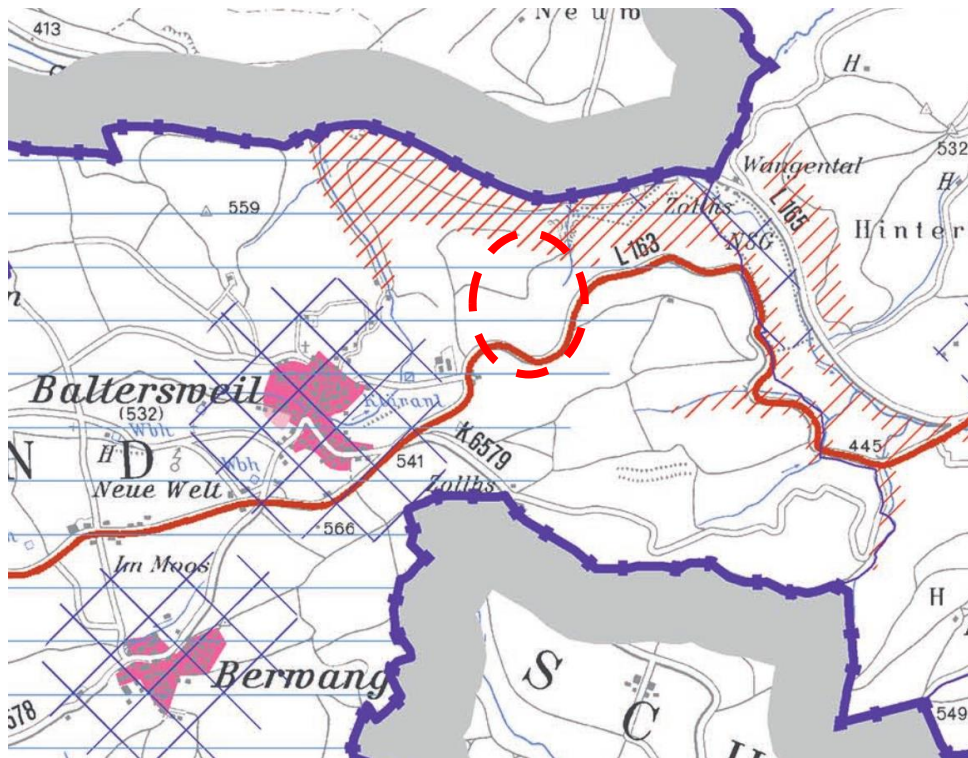 413
Neum
H
532
Wangental
H
559
Zollhs
L165
NSG
Hinter
L163
n
Baltersweil
(532)
Kläranl
Wbh
K6579
445
N D
H
Wbh
541
Neue Welt
Zollhs
566
Im Moos
H
Berwang
S
578
C
549